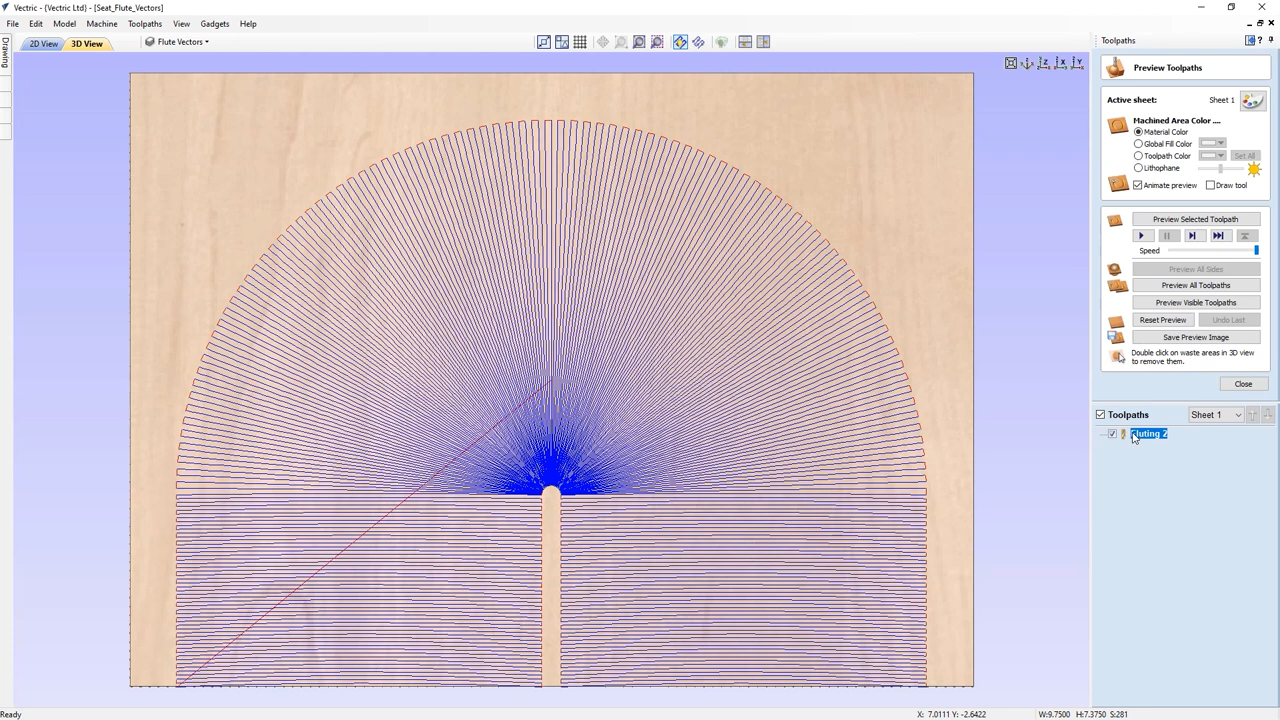 Vectric - {Vectric Ltd} - [Seat_Flute_Vectors]
File Edit Model Machine Toolpaths View Gadgets Help
Drawing
2D View 3D View Flute Vectors
Toolpaths
Preview Toolpaths
Active sheet: Sheet 1
Machined Area Color ....
Material Color
Global Fill Color
Toolpath Color Set All
Lithophane
Animate preview Draw tool
Preview Selected Toolpath
Speed
Preview All Sides
Preview All Toolpaths
Preview Visible Toolpaths
Reset Preview Undo Last
Save Preview Image
Double click on waste areas in 3D view
to remove them.
Close
Toolpaths Sheet 1
Fluting 2
Ready X: 7.0111 Y: -2.6422 W:9.7500 H:7.3750 S:281